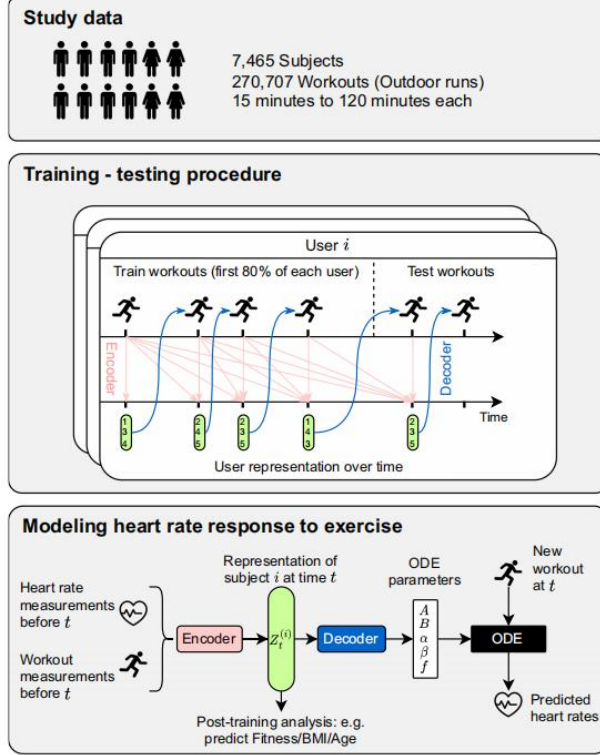 Study data
7,465 Subjects
270,707 Workouts (Outdoor runs)
15 minutes to 120 minutes each
Training - testing procedure
User i
Train workouts (first 80% of each user)
Test workouts
Encoder
Decoder
Time
1
3
4
2
4
5
2
3
5
1
4
3
2
3
5
User representation over time
Modeling heart rate response to exercise
Heart rate
measurements
before t
Workout
measurements
before t
Encoder
Representation of
subject i at time t
Z_t^(i)
Decoder
ODE
parameters
A
B
α
β
f
New
workout
at t
ODE
Predicted
heart rates
Post-training analysis: e.g.
predict Fitness/BMI/Age